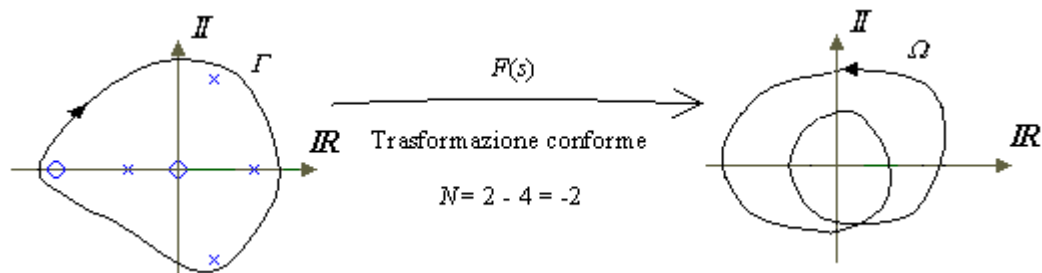 II
Γ
IR
F(s)
Trasformazione conforme
N= 2 - 4 = -2
II
Ω
IR